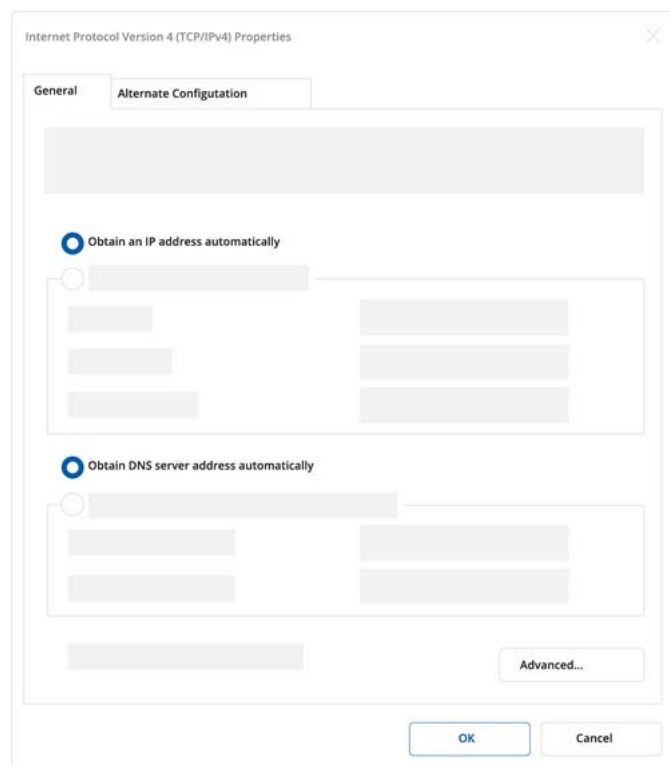 Internet Protocol Version 4 (TCP/IPv4) Properties
General
Alternate Configutation
Obtain an IP address automatically
Obtain DNS server address automatically
Advanced...
OK
Cancel